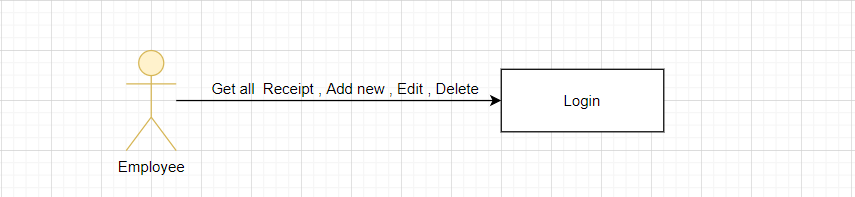 Get all Receipt , Add new , Edit , Delete
Login
Employee